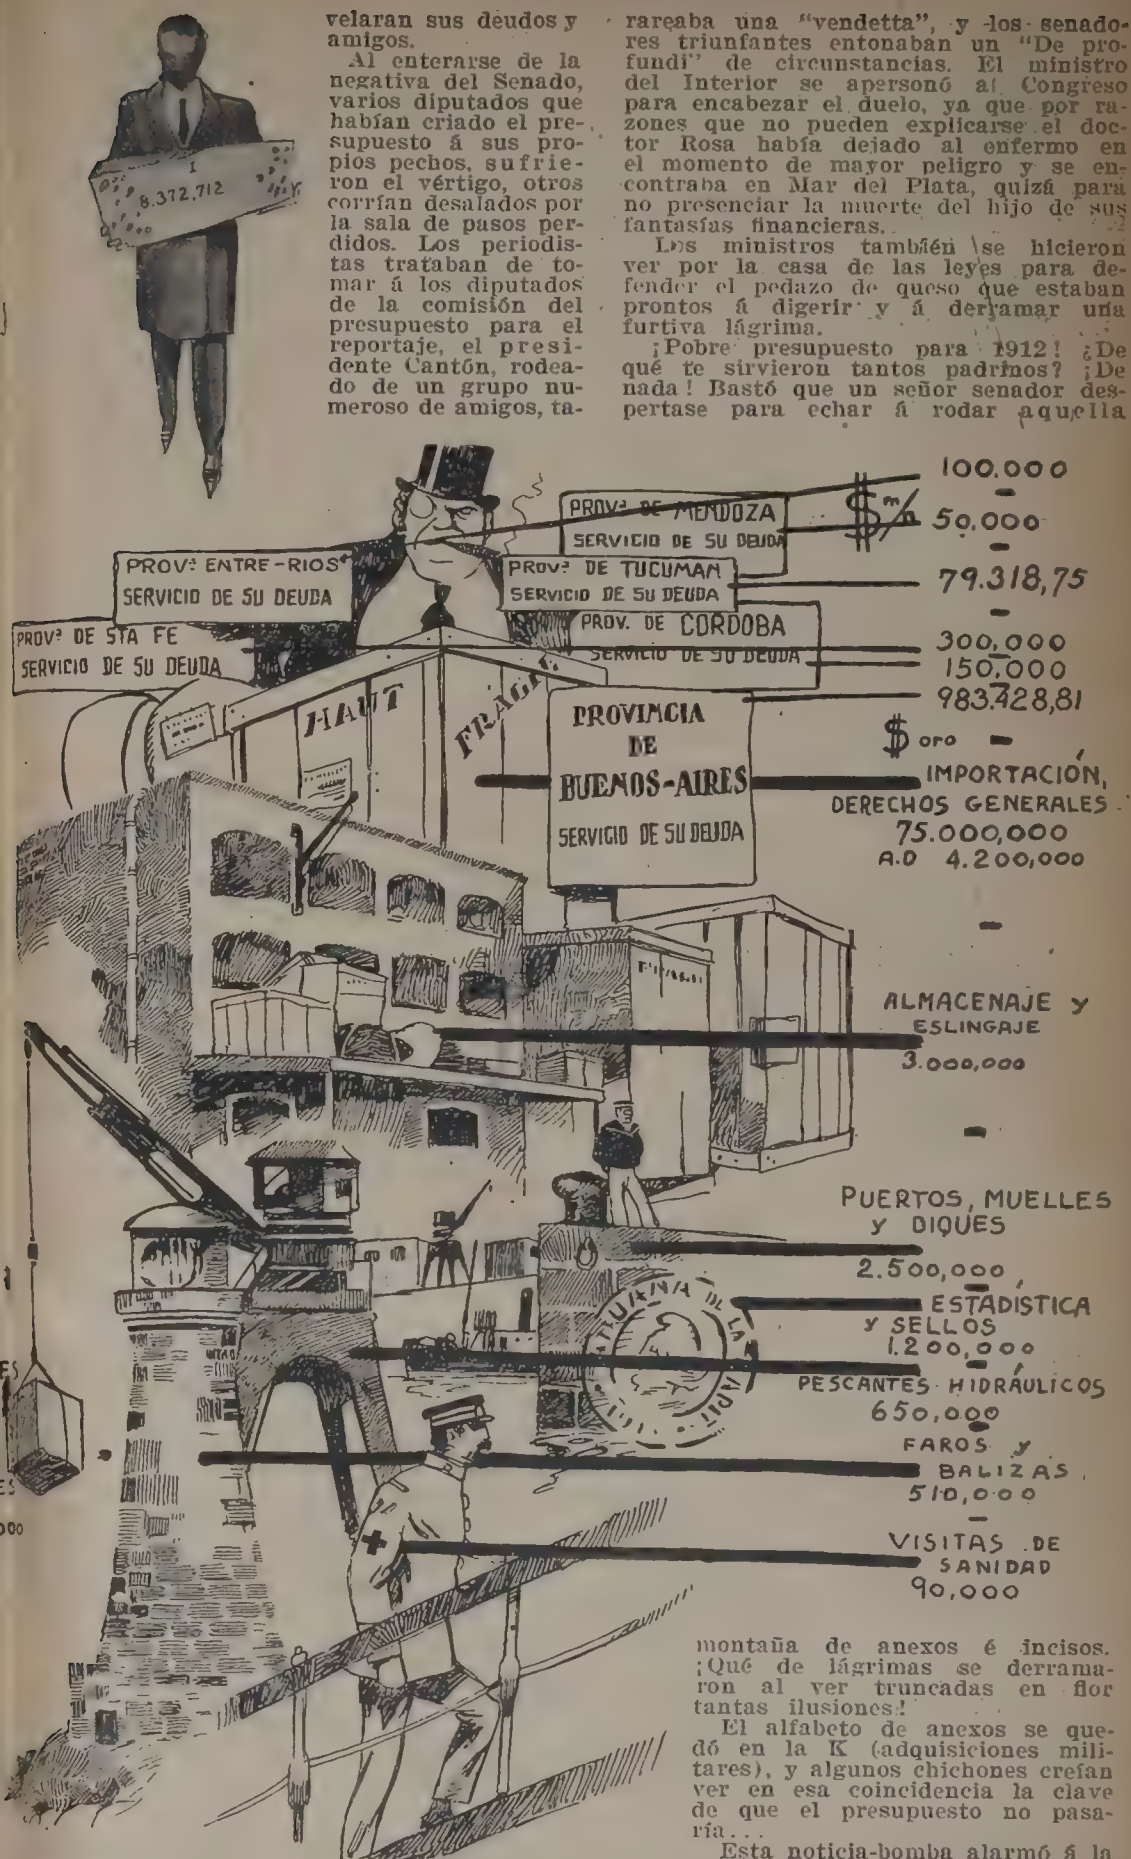 velaran sus deudos y
amigos.
Al enterarse de la
negativa del Senado,
varios diputados que
habían criado el pre-
supuesto á sus pro-
pios pechos, sufrie-
ron el vértigo, otros
corrían desalados por
la sala de pasos per-
didos. Los periodis-
tas trataban de to-
mar á los diputados
de la comisión del
presupuesto para el
reportaje, el presi-
dente Cantón, rodea-
do de un grupo nu-
meroso de amigos, ta-
rareaba una "vendetta", y los senado-
res triunfantes entonaban un "De pro-
fundi" de circunstancias. El ministro
del Interior se apersonó al Congreso
para encabezar el duelo, ya que por ra-
zones que no pueden explicarse el doc-
tor Rosa había dejado al enfermo en
el momento de mayor peligro y se en-
contraba en Mar del Plata, quizá para
no presenciar la muerte del hijo de sus
fantasías financieras.
Los ministros también se hicieron
ver por la casa de las leyes para de-
fender el pedazo de queso que estaban
prontos á digerir y á derramar una
furtiva lágrima.
¡Pobre presupuesto para 1912! ¿De
qué te sirvieron tantos padrinos? ¡De
nada! Bastó que un señor senador des-
pertase para echar á rodar aquella
I
8.372,712
100.000
PROVª DE MENDOZA
SERVICIO DE SU DEUDA
$ m/n 50.000
PROVª ENTRE-RIOS
SERVICIO DE SU DEUDA
PROVª DE TUCUMAN
SERVICIO DE SU DEUDA
79.318,75
PROVª DE STA FE
SERVICIO DE SU DEUDA
PROV. DE CORDOBA
SERVICIO DE SU DEUDA
300,000
150.000
983.428,81
HAUT
FRAGIL
PROVINCIA
DE
BUENOS-AIRES
SERVICIO DE SU DEUDA
$ oro
IMPORTACIÓN,
DERECHOS GENERALES
75.000,000
A.D 4.200,000
ALMACENAJE Y
ESLINGAJE
3.000,000
PUERTOS, MUELLES
Y DIQUES
2.500,000
ESTADÍSTICA
Y SELLOS
1.200,000
ADUANA DE LA
PESCANTES HIDRÁULICOS
650,000
FAROS Y
BALIZAS
510,000
VISITAS DE
SANIDAD
90,000
montaña de anexos é incisos.
¡Qué de lágrimas se derrama-
ron al ver truncadas en flor
tantas ilusiones!
El alfabeto de anexos se que-
dó en la K (adquisiciones mili-
tares), y algunos chichones creían
ver en esa coincidencia la clave
de que el presupuesto no pasa-
ría...
Esta noticia-bomba alarmó á la